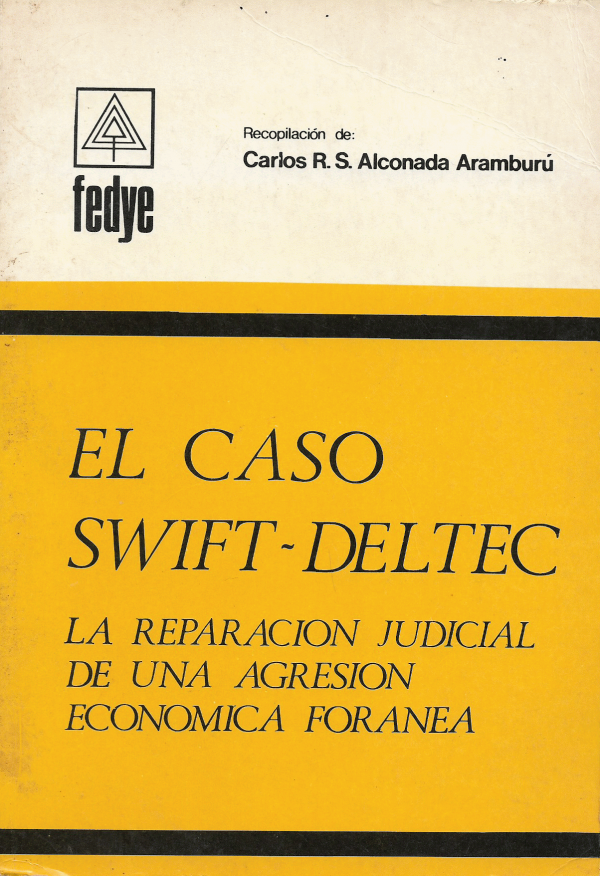 fedye
Recopilación de:
Carlos R. S. Alconada Aramburú
EL CASO
SWIFT-DELTEC
LA REPARACION JUDICIAL
DE UNA AGRESION
ECONOMICA FORANEA